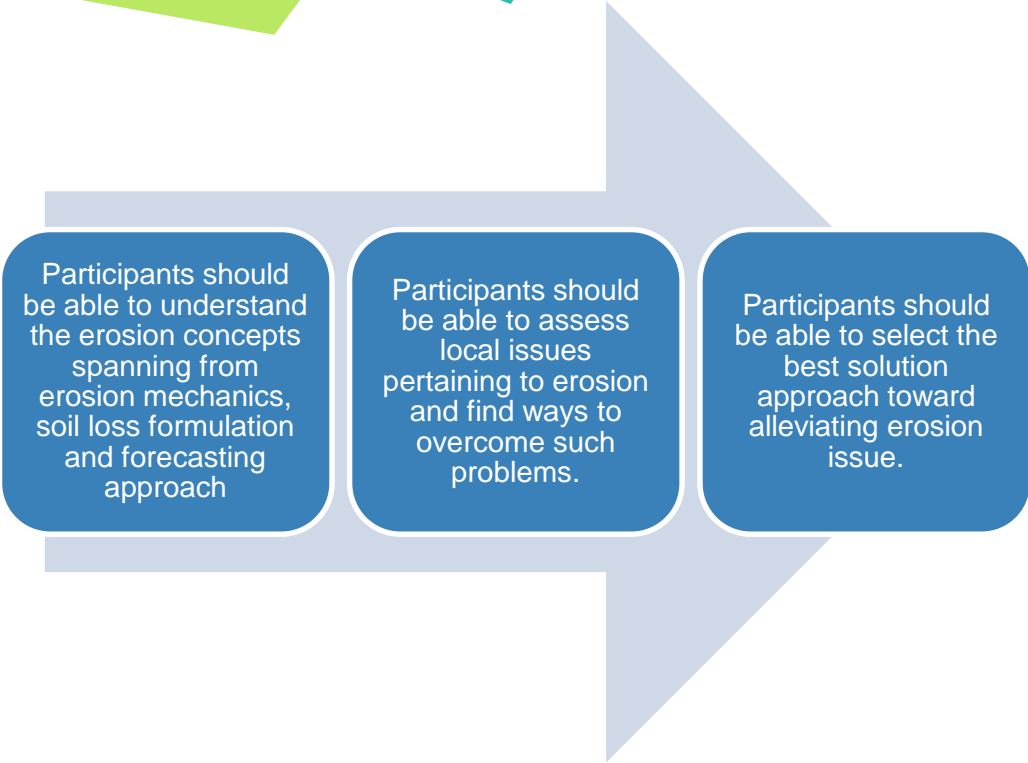 Participants should
be able to understand
the erosion concepts
spanning from
erosion mechanics,
soil loss formulation
and forecasting
approach
Participants should
be able to assess
local issues
pertaining to erosion
and find ways to
overcome such
problems.
Participants should
be able to select the
best solution
approach toward
alleviating erosion
issue.